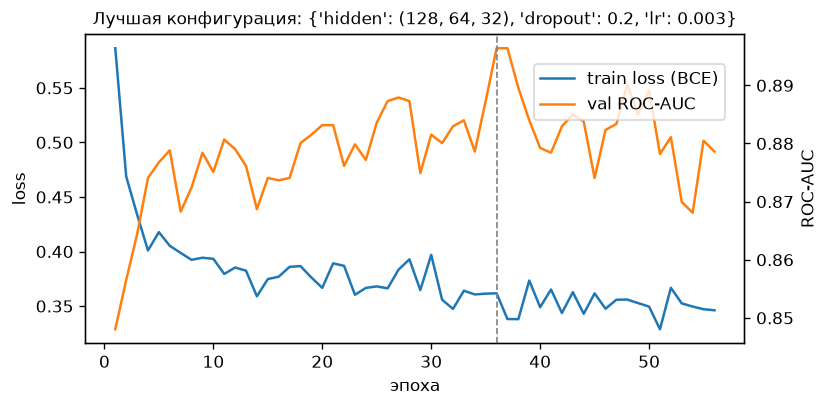 Лучшая конфигурация: {'hidden': (128, 64, 32), 'dropout': 0.2, 'lr': 0.003}
train loss (BCE)
val ROC-AUC
0.55
0.50
0.45
0.40
0.35
loss
0.89
0.88
0.87
0.86
0.85
ROC-AUC
0
10
20
30
40
50
эпоха